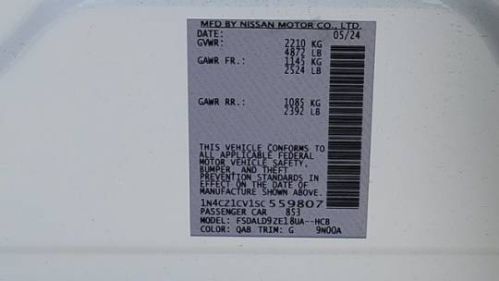 MFD BY NISSAN MOTOR CO., LTD.
DATE: 05/24
GVWR: 2210 KG
4872 LB
GAWR FR.: 1145 KG
2524 LB
GAWR RR.: 1085 KG
2392 LB
THIS VEHICLE CONFORMS TO
ALL APPLICABLE FEDERAL
MOTOR VEHICLE SAFETY,
BUMPER, AND THEFT
PREVENTION STANDARDS IN
EFFECT ON THE DATE OF
MANUFACTURE SHOWN ABOVE.
1N4CZ1CV1SC559807
PASSENGER CAR 853
MODEL: FSDALD9ZE18UA--HCB
COLOR: QAB TRIM: G 9N00A